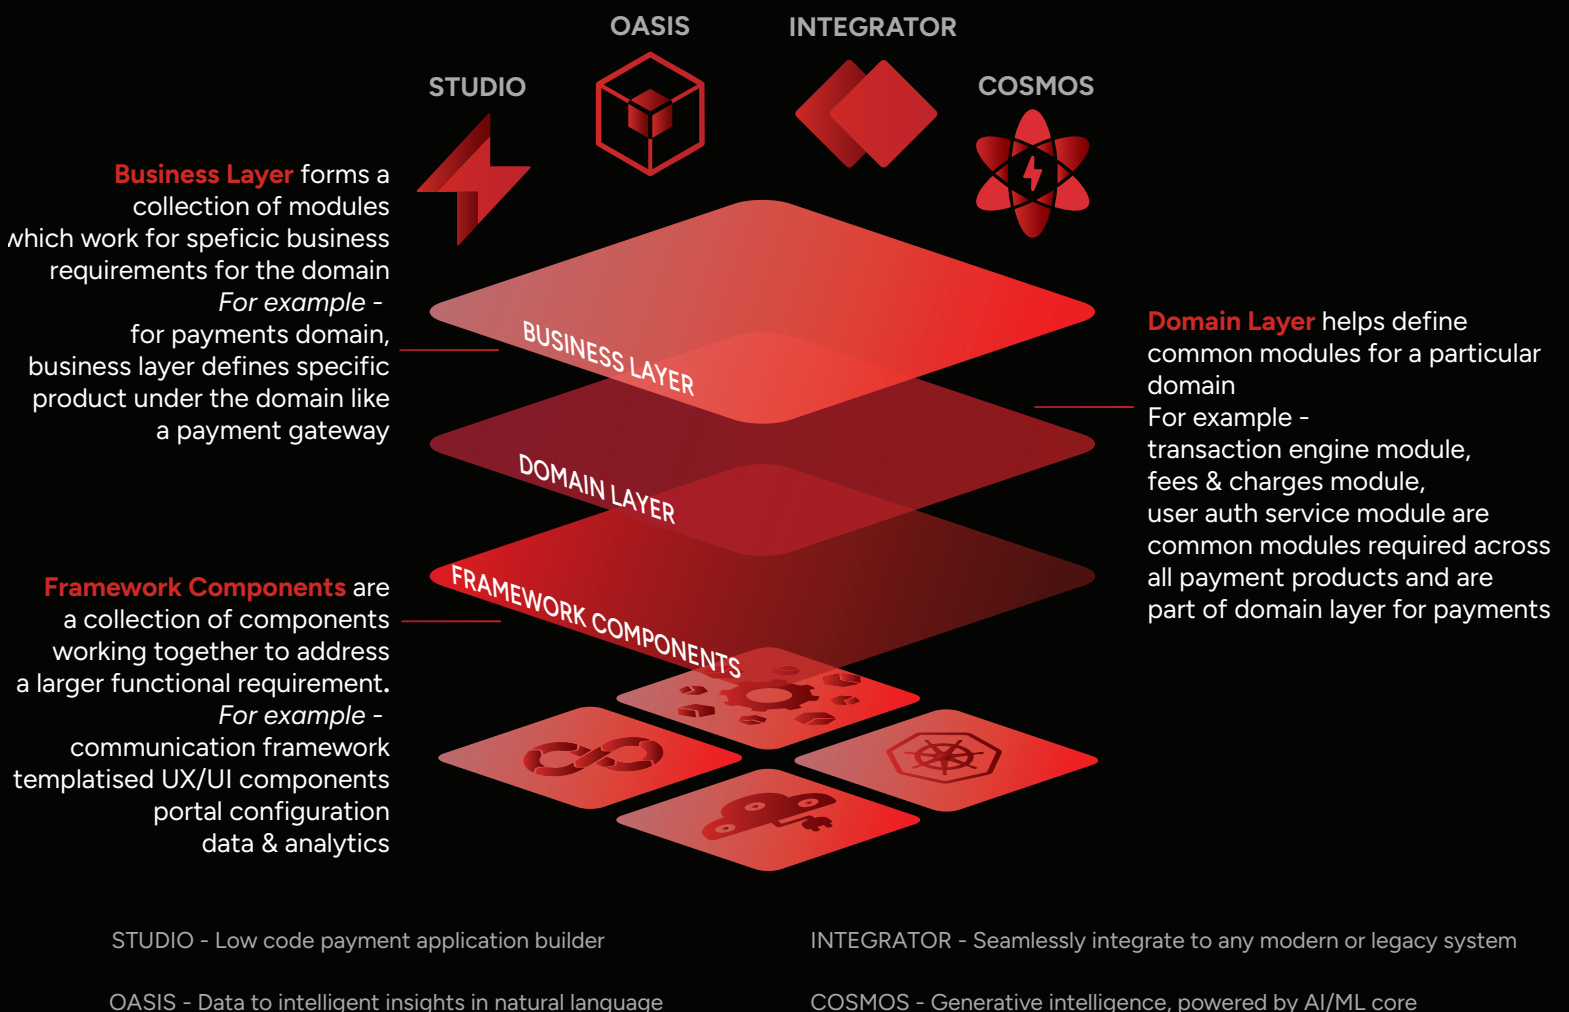 OASIS
INTEGRATOR
STUDIO
COSMOS
Business Layer forms a
collection of modules
which work for speficic business
requirements for the domain
For example -
for payments domain,
business layer defines specific
product under the domain like
a payment gateway
BUSINESS LAYER
DOMAIN LAYER
FRAMEWORK COMPONENTS
Domain Layer helps define
common modules for a particular
domain
For example -
transaction engine module,
fees & charges module,
user auth service module are
common modules required across
all payment products and are
part of domain layer for payments
Framework Components are
a collection of components
working together to address
a larger functional requirement.
For example -
communication framework
templatised UX/UI components
portal configuration
data & analytics
STUDIO - Low code payment application builder
INTEGRATOR - Seamlessly integrate to any modern or legacy system
OASIS - Data to intelligent insights in natural language
COSMOS - Generative intelligence, powered by AI/ML core